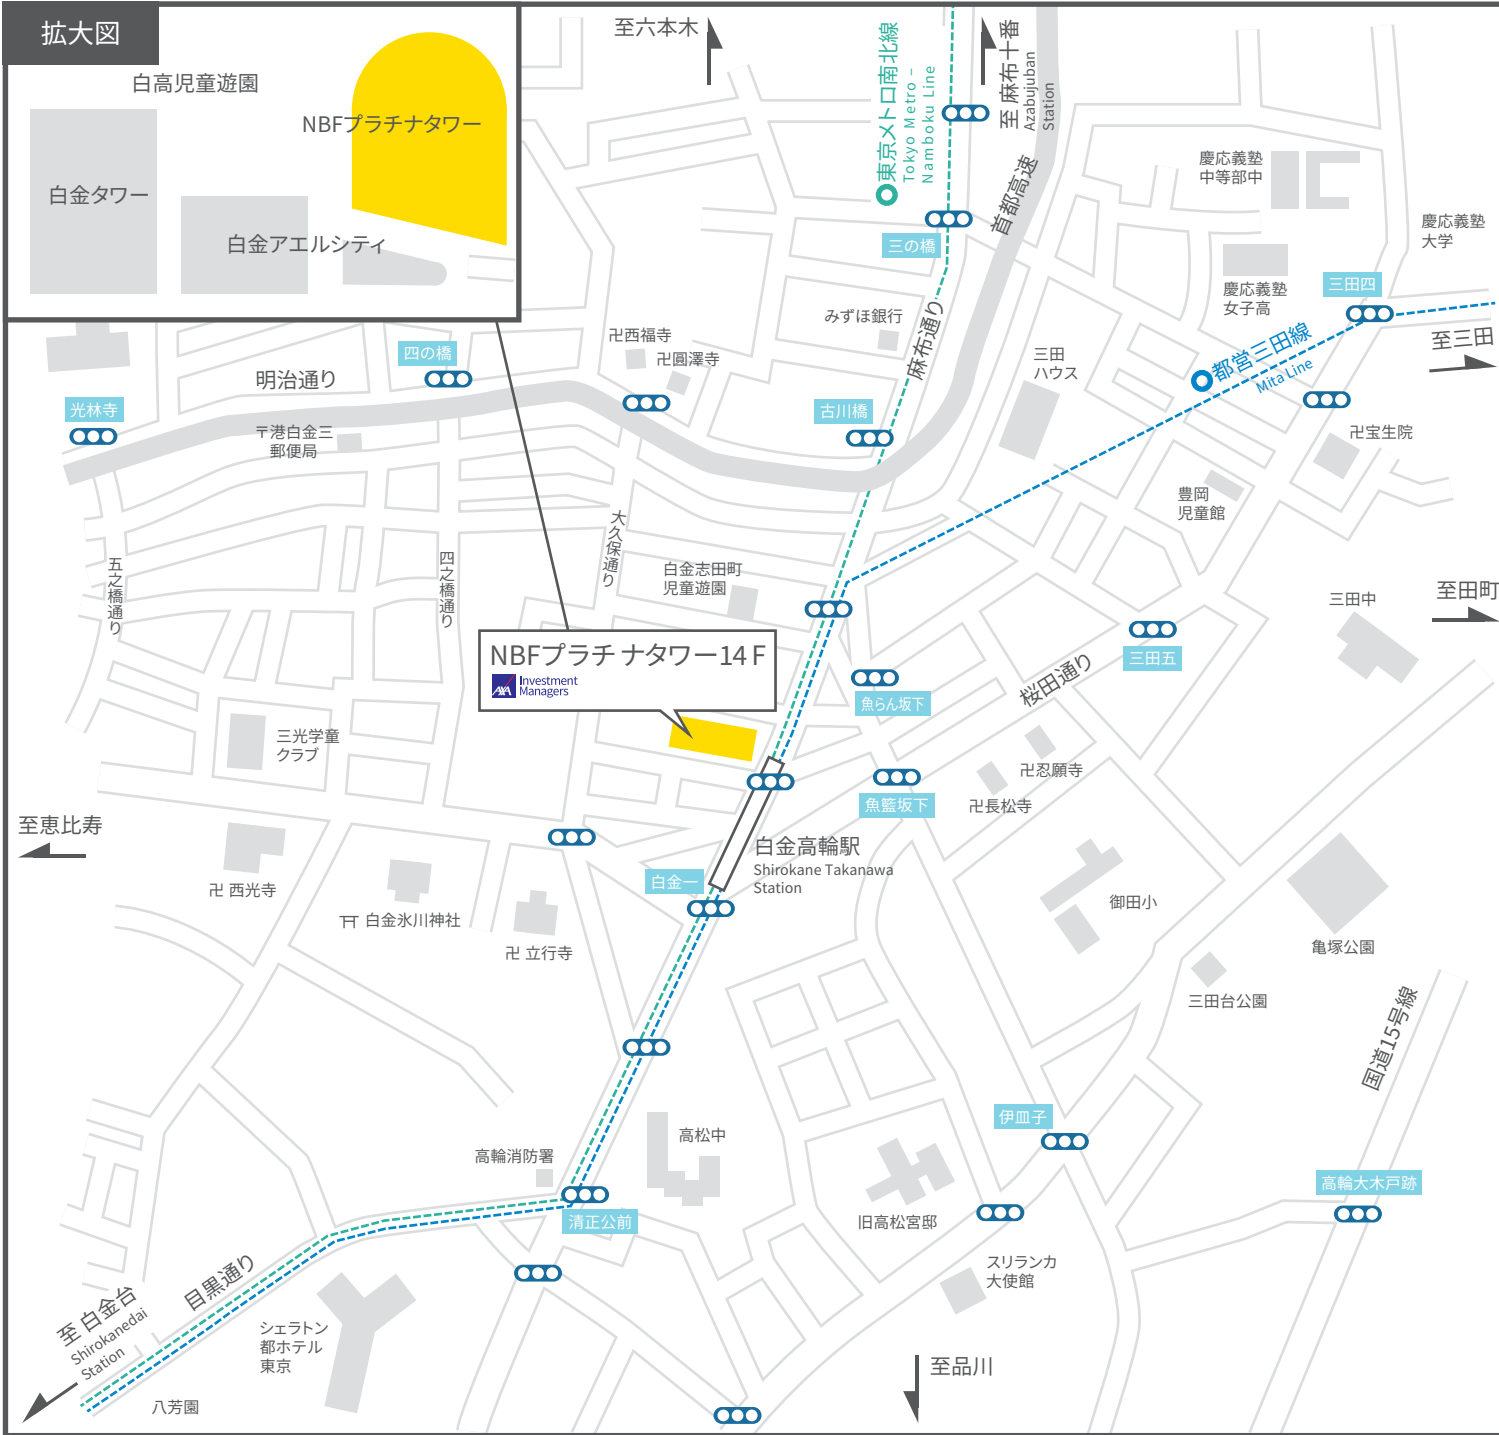 拡大図
白高児童遊園
NBFプラチナタワー
白金タワー
白金アエルシティ
至六本木
東京メトロ南北線
Tokyo Metro –
Namboku Line
至 麻布十番
Azabujuban
Station
首都高速
三の橋
慶応義塾
中等部中
慶応義塾
大学
慶応義塾
女子高
三田四
至三田
都営三田線
Mita Line
みずほ銀行
麻布通り
三田
ハウス
卍西福寺
卍圓澤寺
四の橋
明治通り
光林寺
〒港白金三
郵便局
古川橋
卍宝生院
豊岡
児童館
五之橋通り
四之橋通り
大久保通り
白金志田町
児童遊園
三田中
至田町
三田五
NBFプラチナタワー14 F
AXA
Investment
Managers
魚らん坂下
桜田通り
三光学童
クラブ
卍忍願寺
卍長松寺
魚籃坂下
至恵比寿
白金高輪駅
Shirokane Takanawa
Station
白金一
卍 西光寺
白金氷川神社
卍 立行寺
御田小
亀塚公園
三田台公園
国道15号線
伊皿子
高松中
高輪消防署
高輪大木戸跡
清正公前
旧高松宮邸
スリランカ
大使館
目黒通り
至 白金台
Shirokanedai
Station
シェラトン
都ホテル
東京
八芳園
至品川